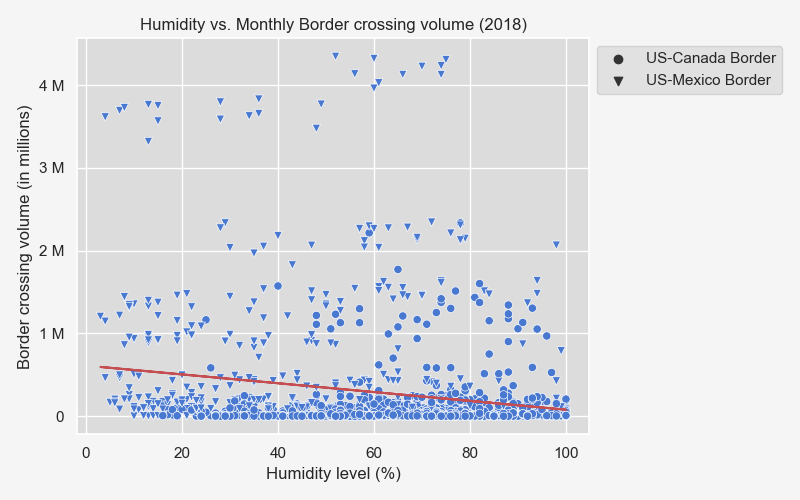 Humidity vs. Monthly Border crossing volume (2018)
US-Canada Border
US-Mexico Border
Border crossing volume (in millions)
4 M
3 M
2 M
1 M
0
0 20 40 60 80 100
Humidity level (%)